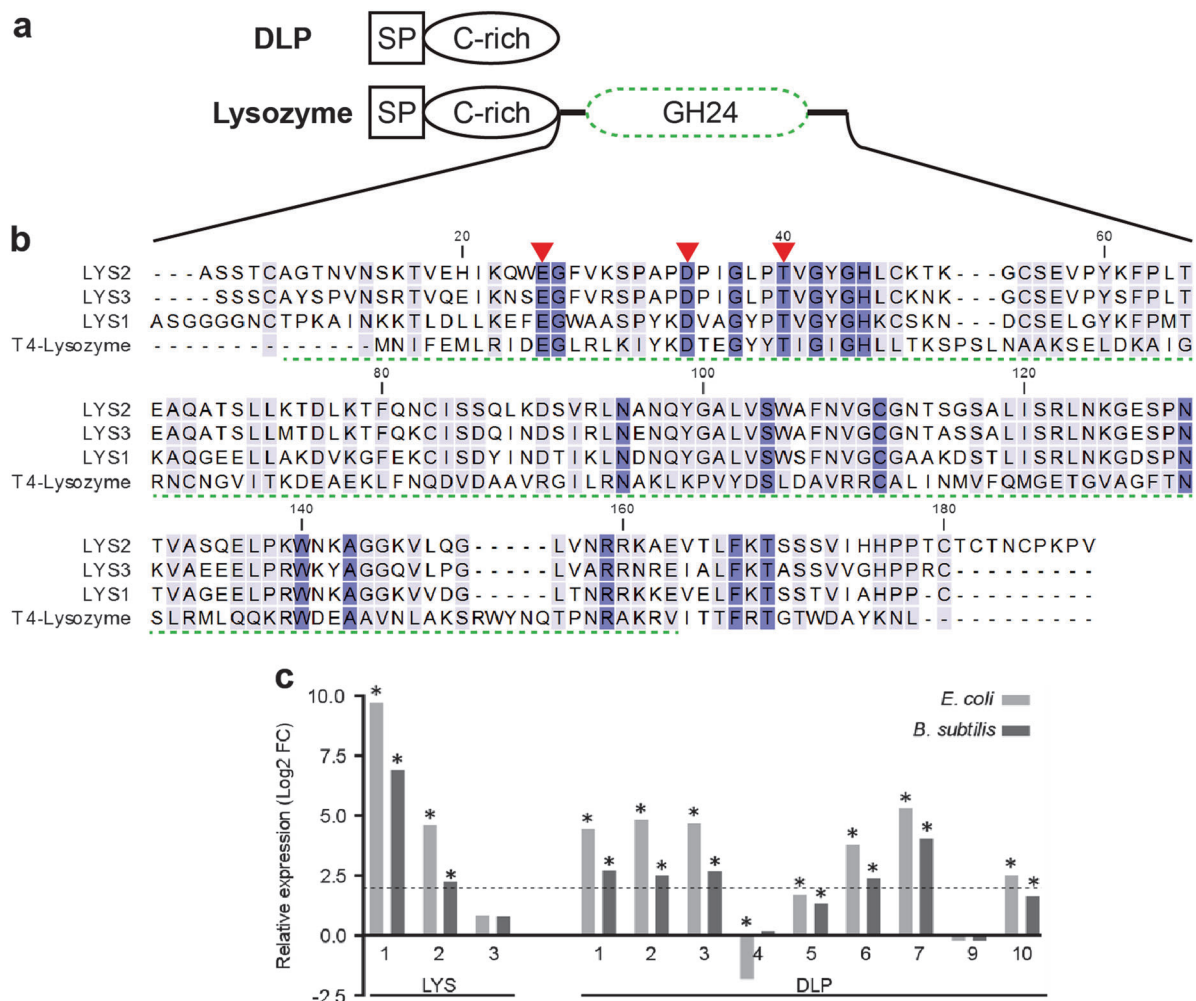 a
DLP SP C-rich
Lysozyme SP C-rich GH24
b
20 40 60
LYS2 ---ASSTCAGTNVNSKTVEHIKQWEGFVKSPAPDPIGLPTVGYGHLCKTK---GCSEVPYKFPLT
LYS3 ----SSSCAYSPVNSRTVQEIKNSEGFVRSPAPDPIGLPTVGYGHLCKNK---GCSEVPYSFPLT
LYS1 ASGGGGNCTPKAINKKTLDLLKEFEGWAASPYKDVAGYPTVGYGHKCSKN---DCSELGYKFPMT
T4-Lysozyme --------------MNIFEMLRIDEGLRLKIYKDTEGYYTIGIGHLLTKSPSLNAAKSELDKAIG
80 100 120
LYS2 EAQATSLLKTDLKTFQNCISSQLKDSVRLNANQYGALVSWAFNVGCGNTSGSALISRLNKGESPN
LYS3 EAQATSLLMTDLKTFQKCISDQINDSIRLNENQYGALVSWAFNVGCGNTASSALISRLNKGESPN
LYS1 KAQGEELLAKDVKGFEKCISDYINDTIKLNDNQYGALVSWSFNVGCGAAKDSTLISRLNKGDSPN
T4-Lysozyme RNCNGVITKDEAEKLFNQDVDAAVRGILRNAKLKPVYDSLDAVRRCALINMVFQMGETGVAGFTN
140 160 180
LYS2 TVASQELPKWNKAGGKVLQG-----LVNRRKAEVTLFKTSSSVIHHPPTCTCTNCPKPV
LYS3 KVAEEELPRWKYAGGQVLPG-----LVARRNREIALFKTASSVVGHPPRC---------
LYS1 TVAGEELPRWNKAGGKVVDG-----LTNRRKKEVELFKTSSTVIAHPP-C---------
T4-Lysozyme SLRMLQQKRWDEAAVNLAKSRWYNQTPNRAKRVITTFRTGTWDAYKNL-----------
c
Relative expression (Log2 FC)
10.0
7.5
5.0
2.5
0.0
-2.5
E. coli
B. subtilis
* * * * * * * * * * * * * * * * * * *
1 2 3 1 2 3 4 5 6 7 9 10
LYS DLP